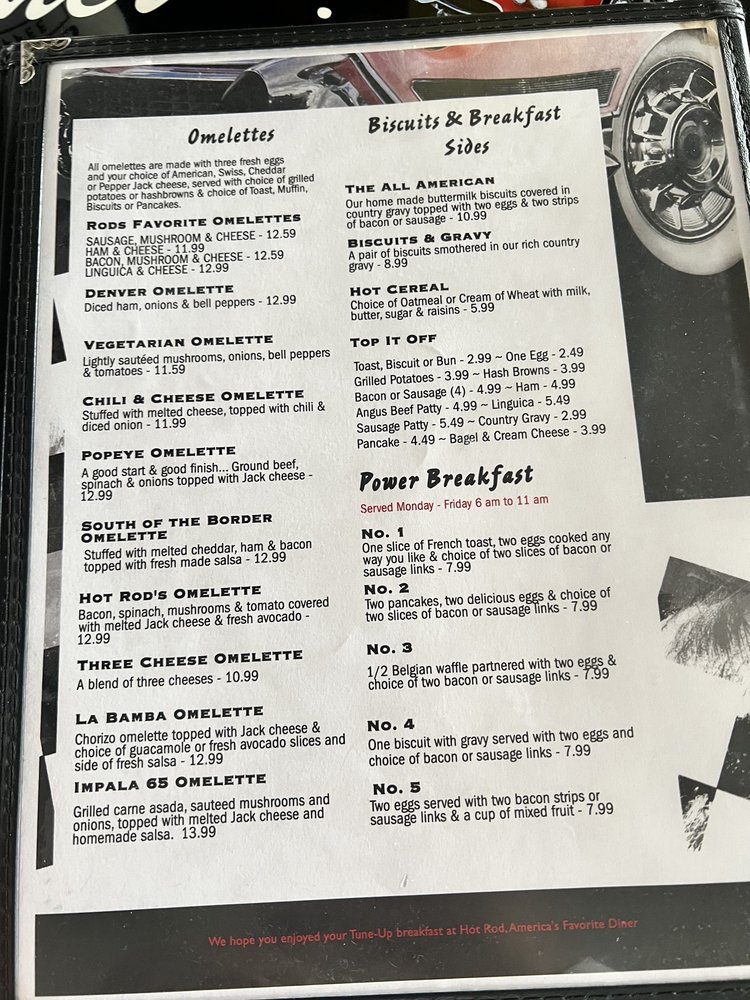 Omelettes
All omelettes are made with three fresh eggs
and your choice of American, Swiss, Cheddar
or Pepper Jack cheese, served with choice of grilled
potatoes or hashbrowns & choice of Toast, Muffin,
Biscuits or Pancakes.
RODS FAVORITE OMELETTES
SAUSAGE, MUSHROOM & CHEESE - 12.59
HAM & CHEESE - 11.99
BACON, MUSHROOM & CHEESE - 12.59
LINGUICA & CHEESE - 12.99
DENVER OMELETTE
Diced ham, onions & bell peppers - 12.99
VEGETARIAN OMELETTE
Lightly sautéed mushrooms, onions, bell peppers
& tomatoes - 11.59
CHILI & CHEESE OMELETTE
Stuffed with melted cheese, topped with chili &
diced onion - 11.99
POPEYE OMELETTE
A good start & good finish... Ground beef,
spinach & onions topped with Jack cheese -
12.99
SOUTH OF THE BORDER
OMELETTE
Stuffed with melted cheddar, ham & bacon
topped with fresh made salsa - 12.99
HOT ROD'S OMELETTE
Bacon, spinach, mushrooms & tomato covered
with melted Jack cheese & fresh avocado -
12.99
THREE CHEESE OMELETTE
A blend of three cheeses - 10.99
LA BAMBA OMELETTE
Chorizo omelette topped with Jack cheese &
choice of guacamole or fresh avocado slices and
side of fresh salsa - 12.99
IMPALA 65 OMELETTE
Grilled carne asada, sauteed mushrooms and
onions, topped with melted Jack cheese and
homemade salsa. 13.99
Biscuits & Breakfast
Sides
THE ALL AMERICAN
Our home made buttermilk biscuits covered in
country gravy topped with two eggs & two strips
of bacon or sausage - 10.99
BISCUITS & GRAVY
A pair of biscuits smothered in our rich country
gravy - 8.99
HOT CEREAL
Choice of Oatmeal or Cream of Wheat with milk,
butter, sugar & raisins - 5.99
TOP IT OFF
Toast, Biscuit or Bun - 2.99 ~ One Egg - 2.49
Grilled Potatoes - 3.99 ~ Hash Browns - 3.99
Bacon or Sausage (4) - 4.99 ~ Ham - 4.99
Angus Beef Patty - 4.99 ~ Linguica - 5.49
Sausage Patty - 5.49 ~ Country Gravy - 2.99
Pancake - 4.49 ~ Bagel & Cream Cheese - 3.99
Power Breakfast
Served Monday - Friday 6 am to 11 am
No. 1
One slice of French toast, two eggs cooked any
way you like & choice of two slices of bacon or
sausage links - 7.99
No. 2
Two pancakes, two delicious eggs & choice of
two slices of bacon or sausage links - 7.99
No. 3
1/2 Belgian waffle partnered with two eggs &
choice of two bacon or sausage links - 7.99
No. 4
One biscuit with gravy served with two eggs and
choice of bacon or sausage links - 7.99
No. 5
Two eggs served with two bacon strips or
sausage links & a cup of mixed fruit - 7.99
We hope you enjoyed your Tune-Up breakfast at Hot Rod, America's Favorite Diner